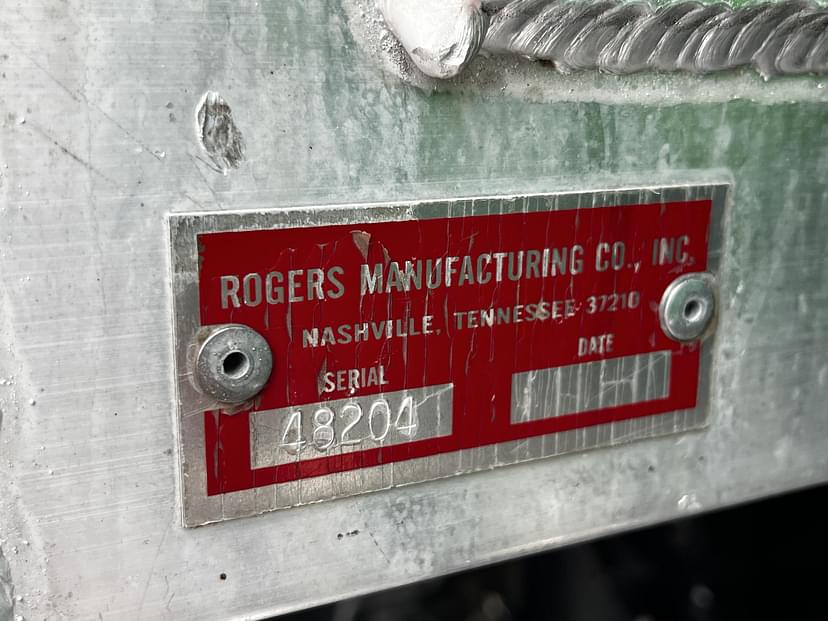 ROGERS MANUFACTURING CO., INC.
NASHVILLE, TENNESSEE 37210
SERIAL
DATE
48204